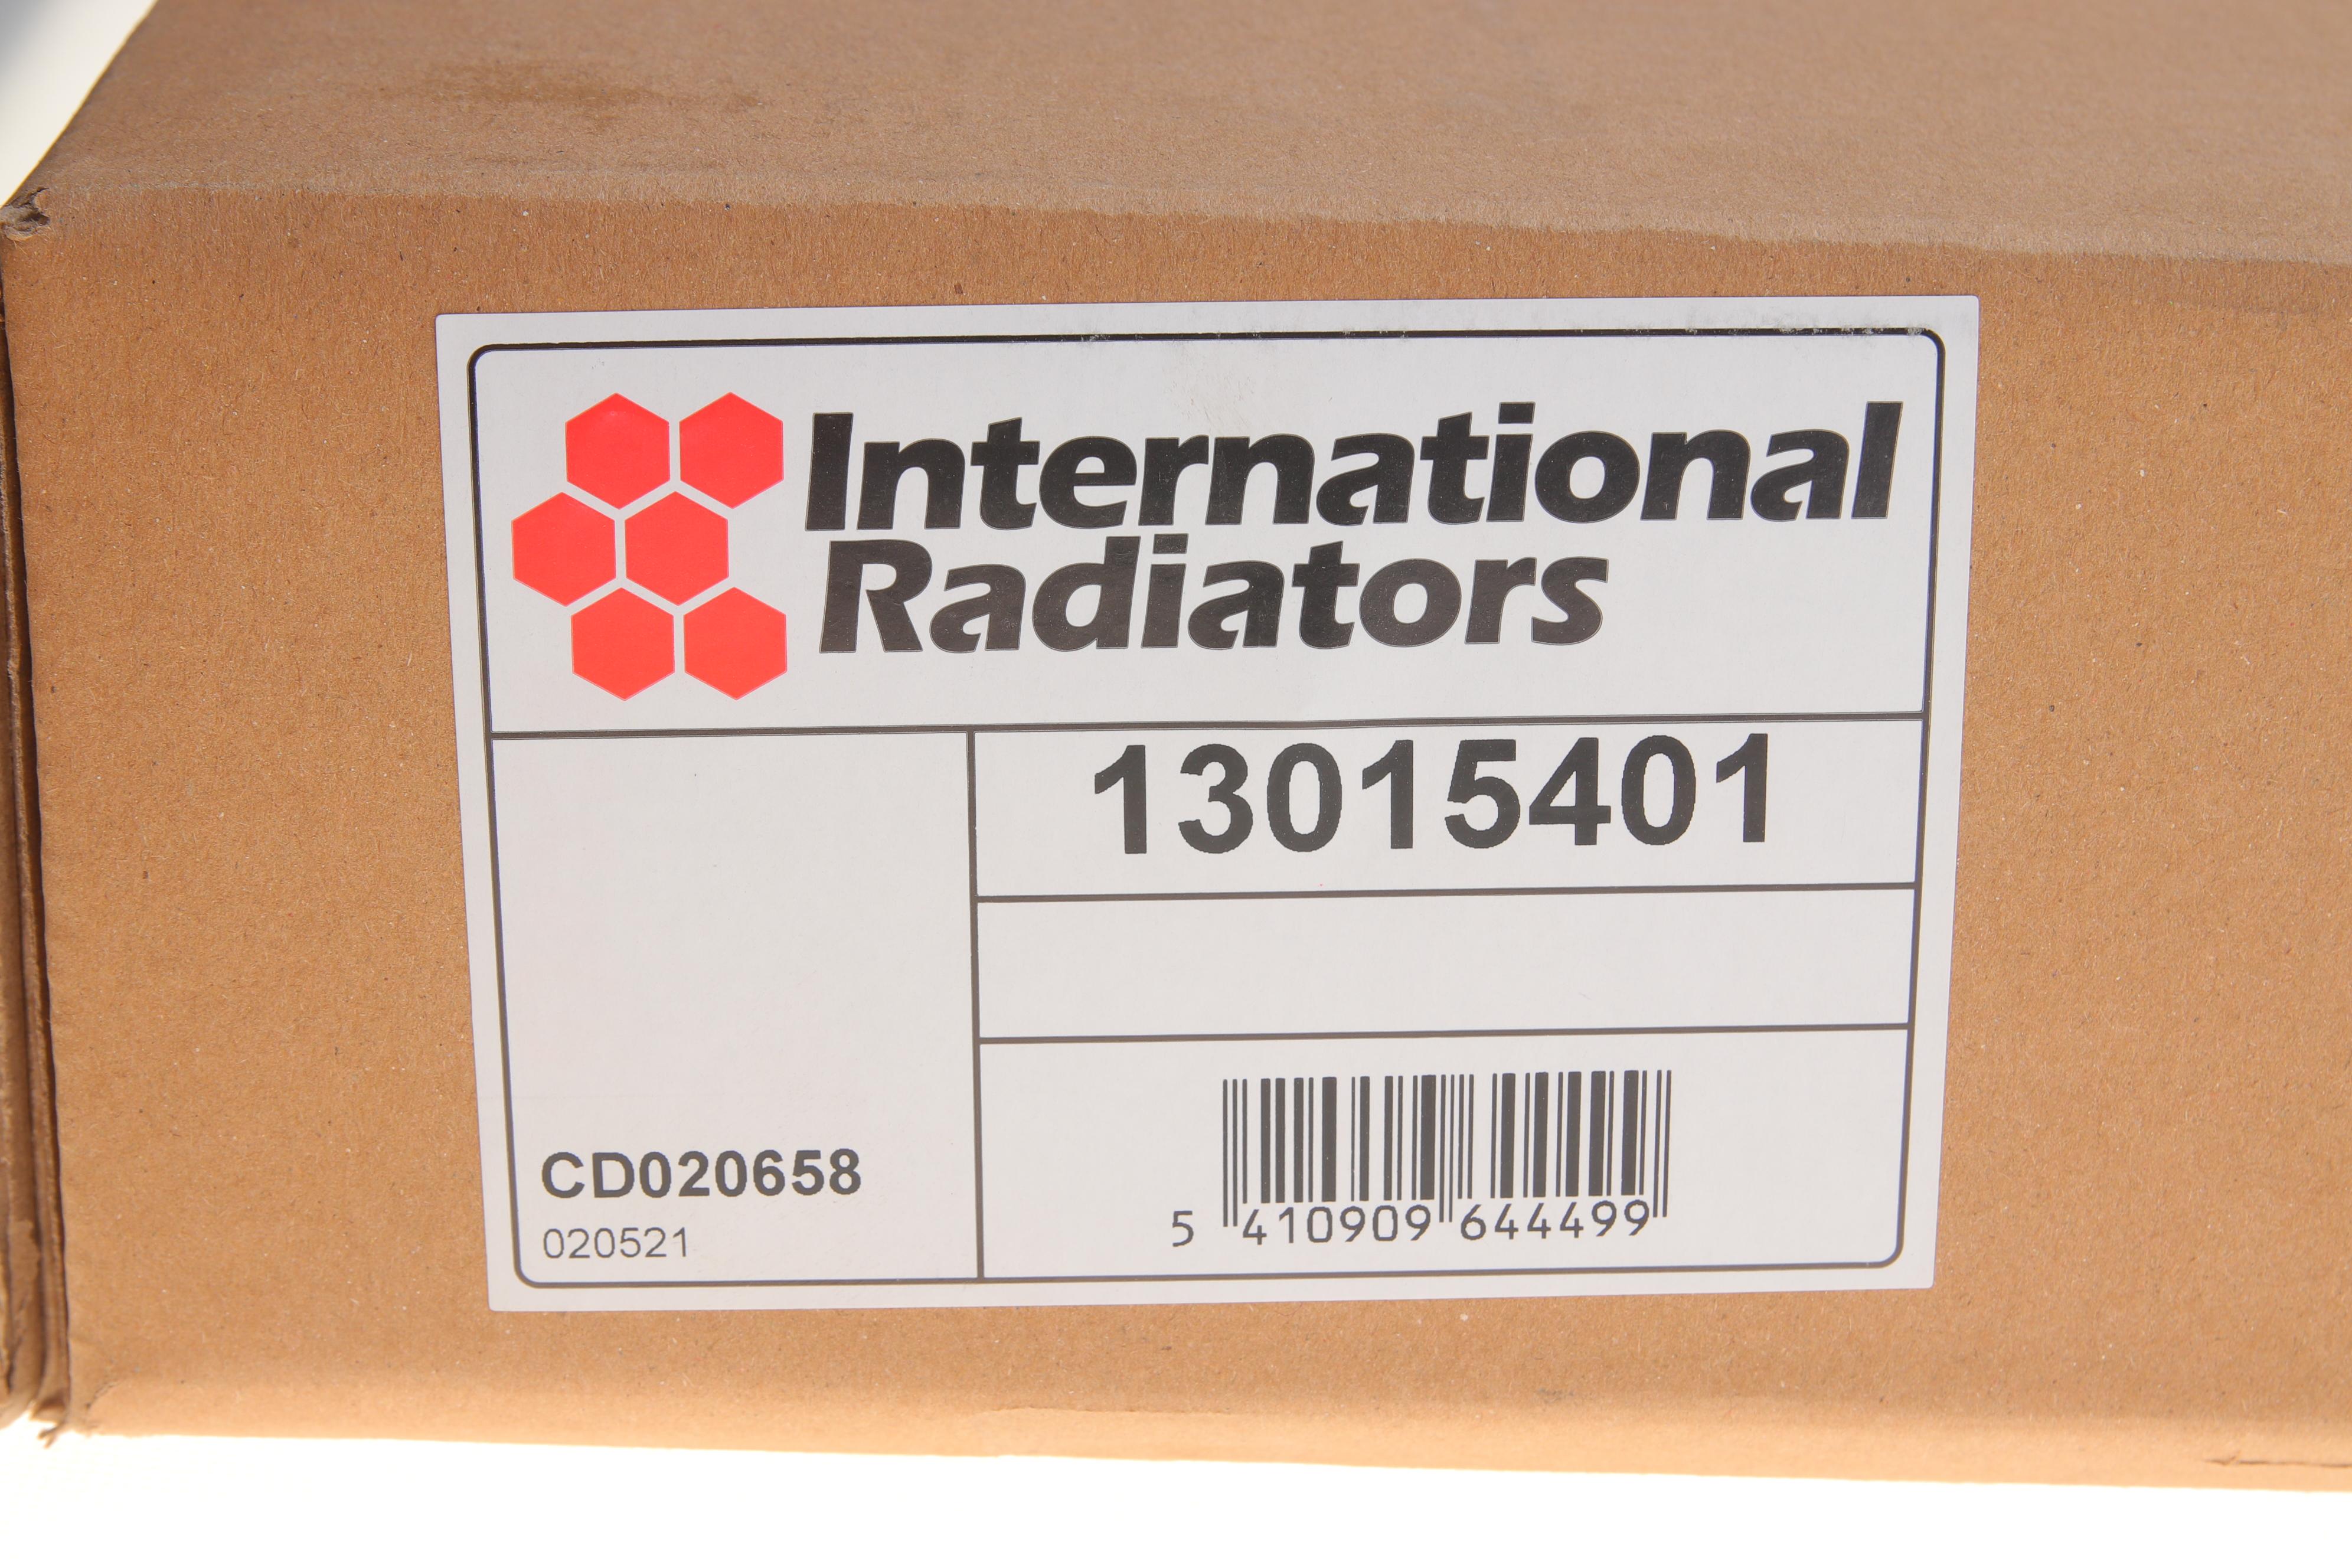 International
Radiators
13015401
CD020658
020521
5 410909 644499